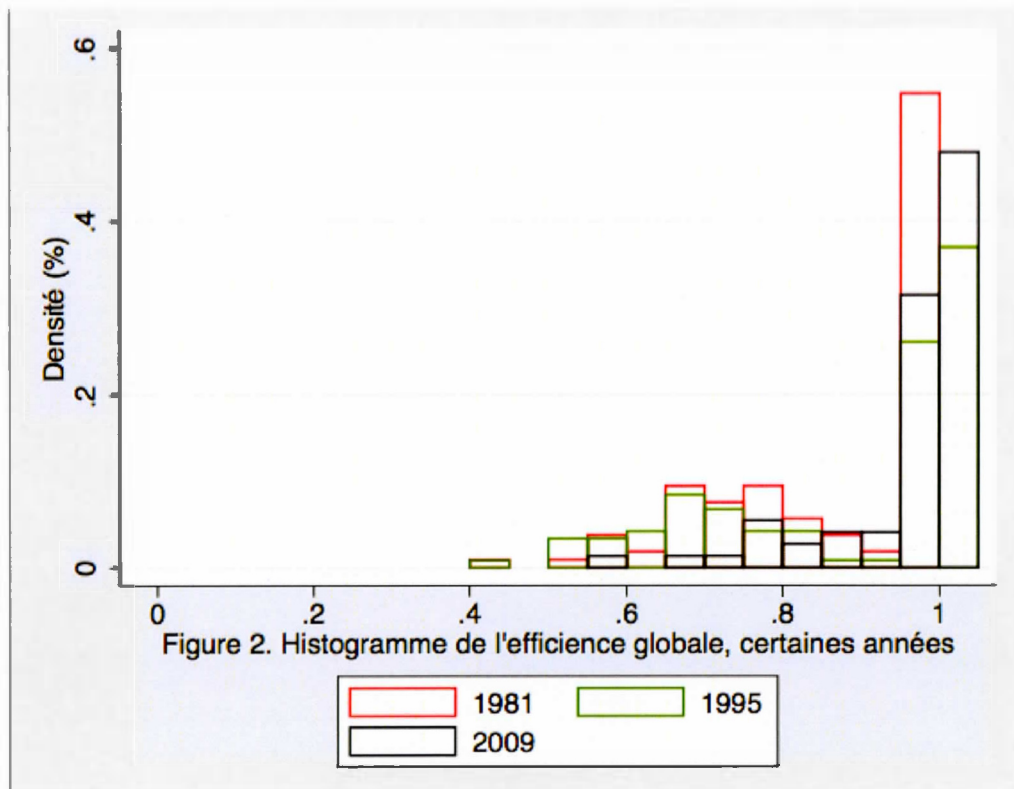 .6
.4
.2
0
Densité (%)
0 .2 .4 .6 .8 1
Figure 2. Histogramme de l'efficience globale, certaines années
1981 1995
2009